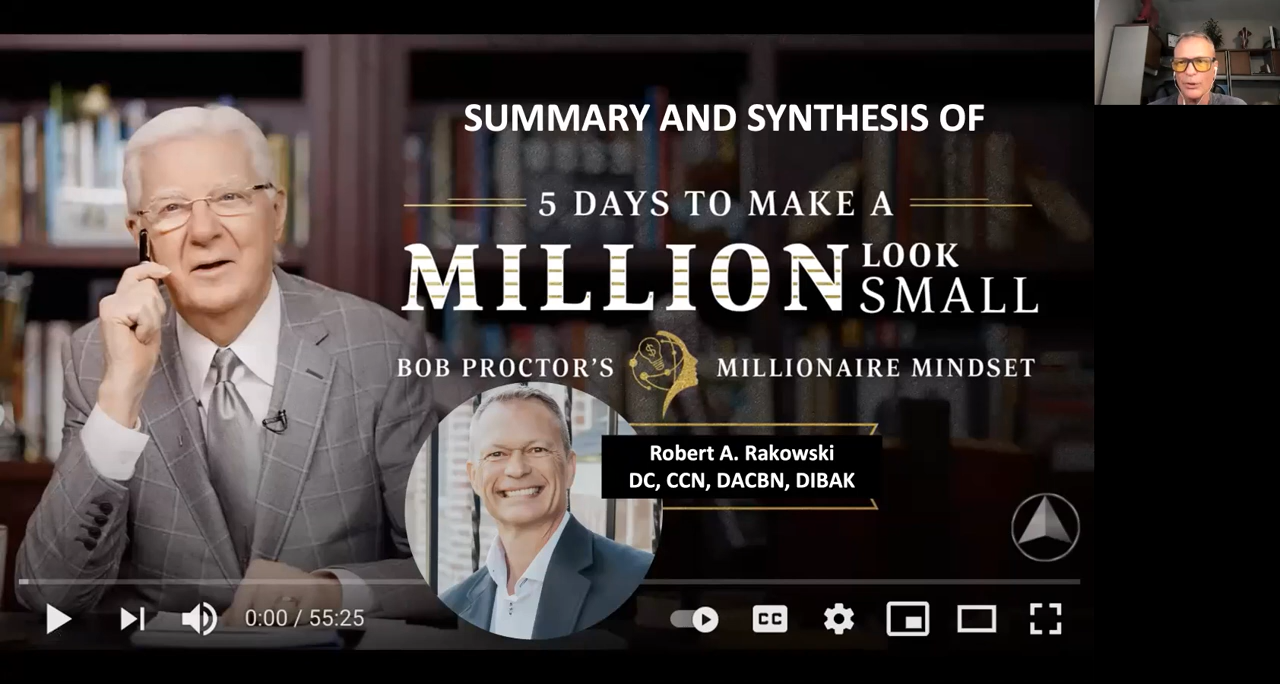 SUMMARY AND SYNTHESIS OF
5 DAYS TO MAKE A
MILLION LOOK SMALL
BOB PROCTOR'S MILLIONAIRE MINDSET
Robert A. Rakowski
DC, CCN, DACBN, DIBAK
0:00 / 55:25
CC